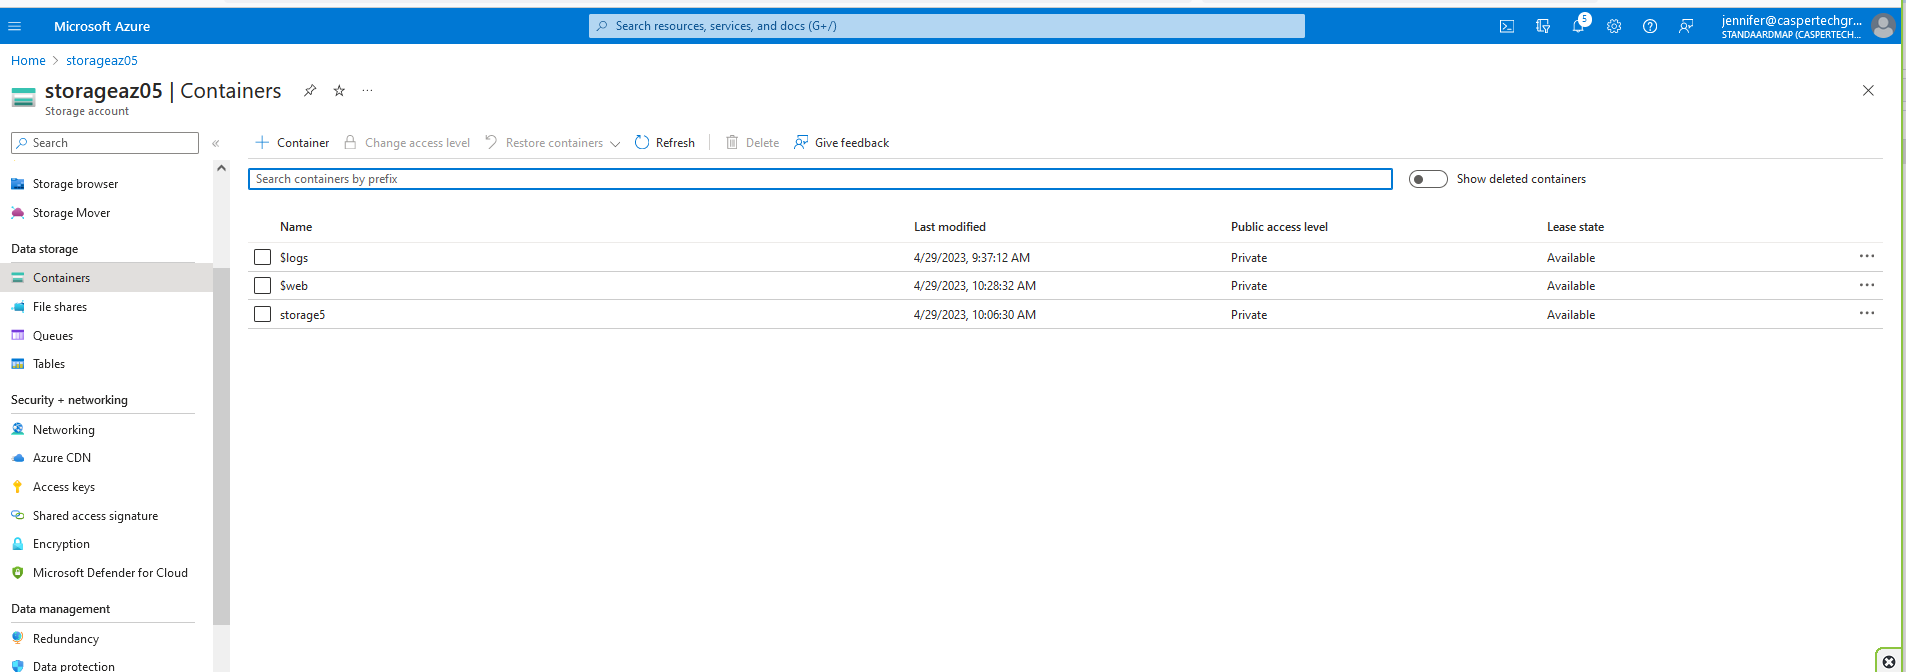 Microsoft Azure
Search resources, services, and docs (G+/)
5
jennifer@caspertechgr...
STANDAARDMAP (CASPERTECH...
Home > storageaz05
storageaz05 | Containers
Storage account
Search
«
Container
Change access level
Restore containers
Refresh
Delete
Give feedback
Search containers by prefix
Show deleted containers
Storage browser
Storage Mover
Data storage
Containers
File shares
Queues
Tables
Security + networking
Networking
Azure CDN
Access keys
Shared access signature
Encryption
Microsoft Defender for Cloud
Data management
Redundancy
Data protection
Name Last modified Public access level Lease state
$logs 4/29/2023, 9:37:12 AM Private Available
$web 4/29/2023, 10:28:32 AM Private Available
storage5 4/29/2023, 10:06:30 AM Private Available